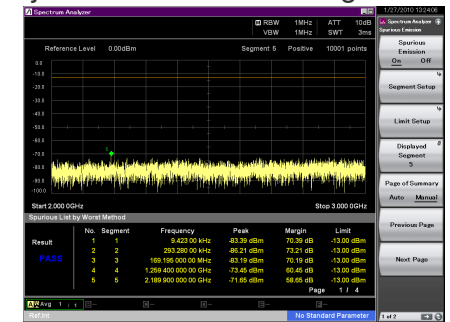 Spectrum Analyzer
1/27/2010 10:24:06
RBW 1MHz ATT 10dB
VBW 1MHz SWT 3ms
Reference Level 0.00dBm Segment 5 Positive 10001 points
0.0
-10.0
-20.0
-30.0
-40.0
-50.0
-60.0
-70.0
-80.0
-90.0
-100.0
Start 2.000 0GHz Stop 3.000 0GHz
Spurious List by Worst Method
No. Segment Frequency Peak Margin Limit
Result 1 1 9.423 00 kHz -83.39 dBm 70.39 dB -13.00 dBm
PASS 2 2 293.280 00 kHz -86.21 dBm 73.21 dB -13.00 dBm
3 3 169.195 000 00 MHz -83.19 dBm 70.19 dB -13.00 dBm
4 4 1.259 400 000 00 GHz -73.45 dBm 60.45 dB -13.00 dBm
5 5 2.189 900 000 00 GHz -71.65 dBm 58.65 dB -13.00 dBm
Page 1 / 4
Avg 1
Ref.Int No Standard Parameter
Spectrum Analyzer
Spurious Emission
Spurious Emission
On Off
Segment Setup
Limit Setup
Displayed Segment
5
Page of Summary
Auto Manual
Previous Page
Next Page
1 of 2